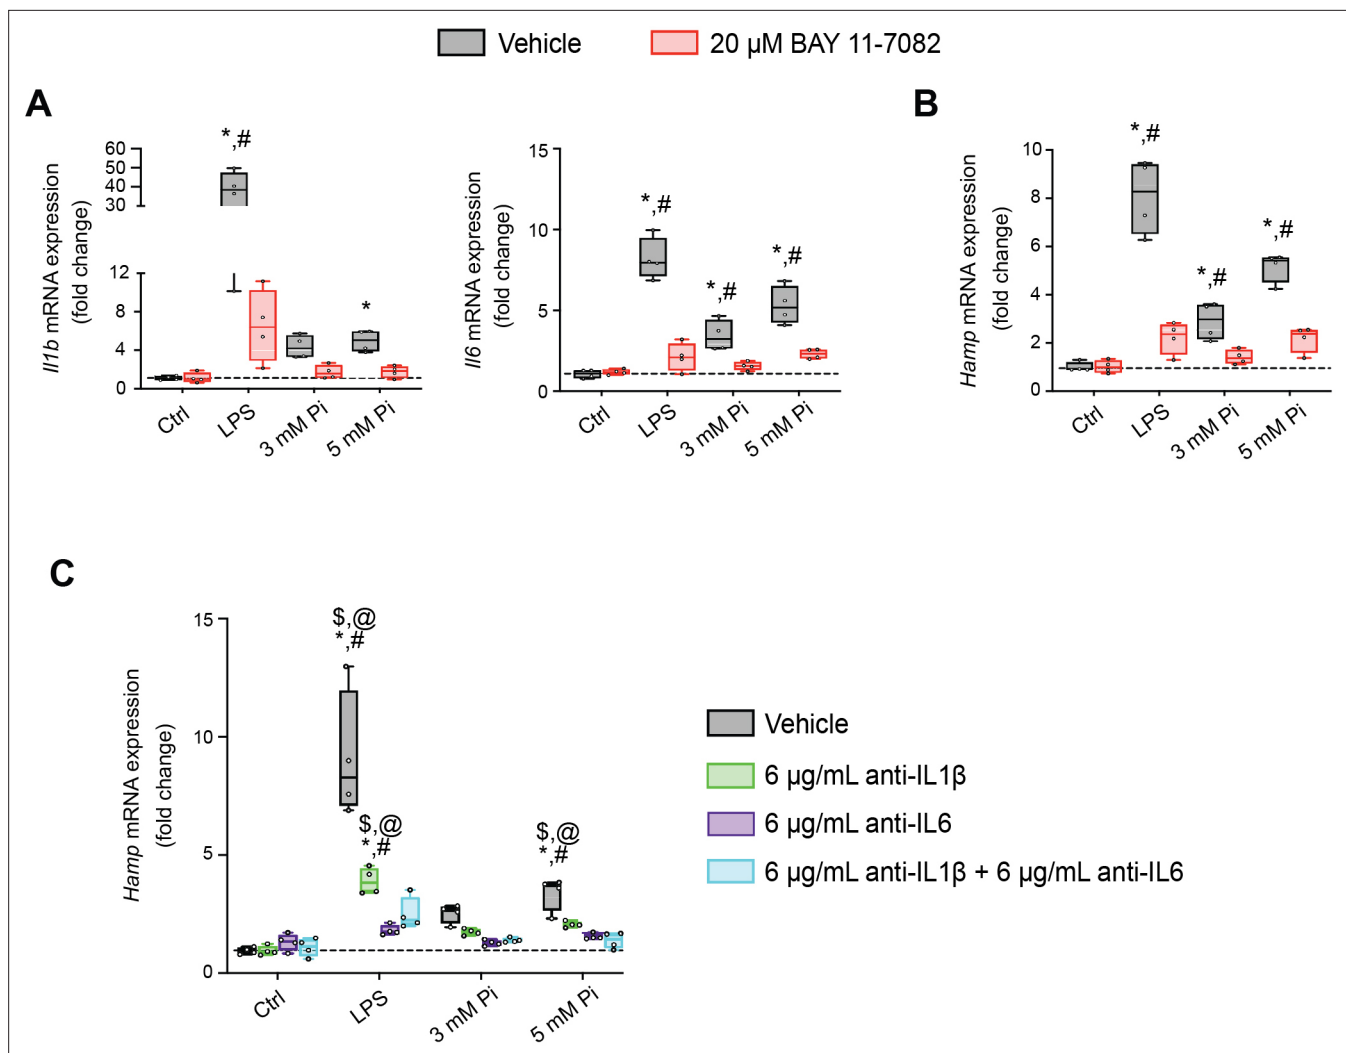 Vehicle
20 µM BAY 11-7082
A
Il1b mRNA expression
(fold change)
60
50
40
30
12
8
4
0
*,#
*
Ctrl
LPS
3 mM Pi
5 mM Pi
Il6 mRNA expression
(fold change)
15
10
5
0
*,#
*,#
*,#
Ctrl
LPS
3 mM Pi
5 mM Pi
B
Hamp mRNA expression
(fold change)
10
8
6
4
2
0
*,#
*,#
*,#
Ctrl
LPS
3 mM Pi
5 mM Pi
C
Hamp mRNA expression
(fold change)
15
10
5
0
$,@
*,#
$,@
*,#
$,@
*,#
Ctrl
LPS
3 mM Pi
5 mM Pi
Vehicle
6 µg/mL anti-IL1β
6 µg/mL anti-IL6
6 µg/mL anti-IL1β + 6 µg/mL anti-IL6